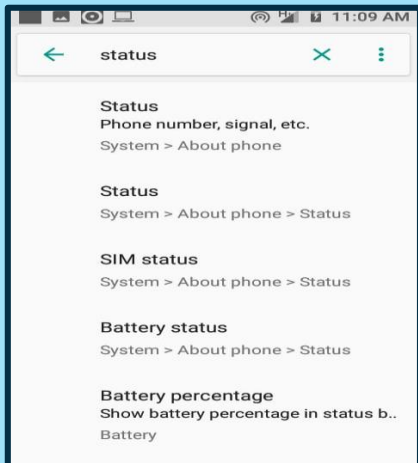 11:09 AM
status
Status
Phone number, signal, etc.
System > About phone
Status
System > About phone > Status
SIM status
System > About phone > Status
Battery status
System > About phone > Status
Battery percentage
Show battery percentage in status b..
Battery